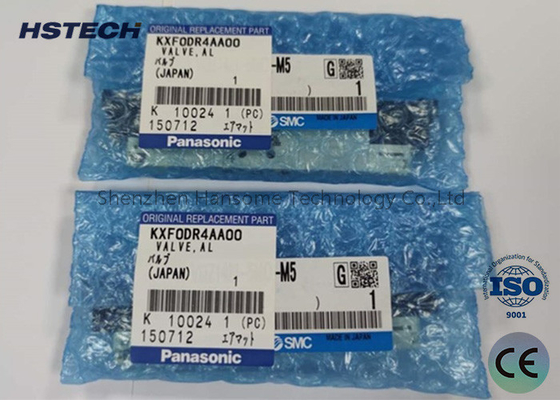 HSTECH
ORIGINAL REPLACEMENT PART
KXF0DR4AA00
VALVE, AL
バルブ
(JAPAN)
1
K 10024 1 (PC)
150712 エアマット
Panasonic
-M5
G
) 1
SMC
MADE IN JAPAN
Shenzhen Hansome Technology Co., Ltd
ORIGINAL REPLACEMENT PART
KXF0DR4AA00
VALVE, AL
バルブ
(JAPAN)
1
K 10024 1 (PC)
150712 エアマット
Panasonic
-M5
G
) 1
SMC
MADE IN JAPAN
International Organization for Standardization
ISO
9001
CE